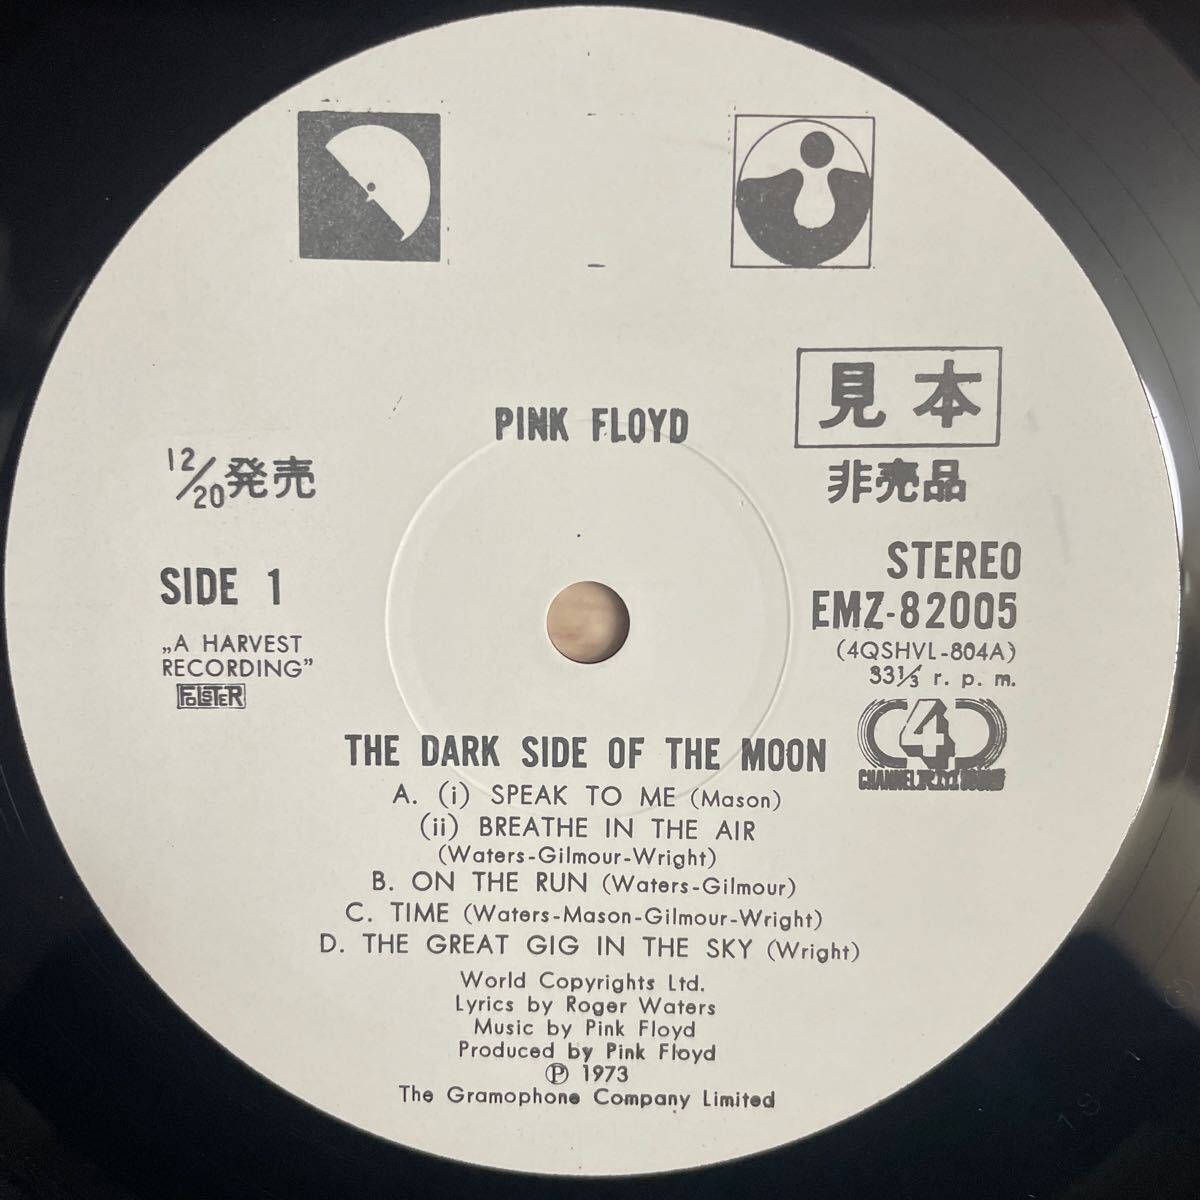 見本
非売品
PINK FLOYD
12/20発売
SIDE 1
„A HARVEST
RECORDING”
FOLSTER
STEREO
EMZ-82005
(4QSHVL-804A)
33⅓ r. p. m.
4
CHANNEL
THE DARK SIDE OF THE MOON
A. (i) SPEAK TO ME (Mason)
(ii) BREATHE IN THE AIR
(Waters-Gilmour-Wright)
B. ON THE RUN (Waters-Gilmour)
C. TIME (Waters-Mason-Gilmour-Wright)
D. THE GREAT GIG IN THE SKY (Wright)
World Copyrights Ltd.
Lyrics by Roger Waters
Music by Pink Floyd
Produced by Pink Floyd
Ⓟ 1973
The Gramophone Company Limited